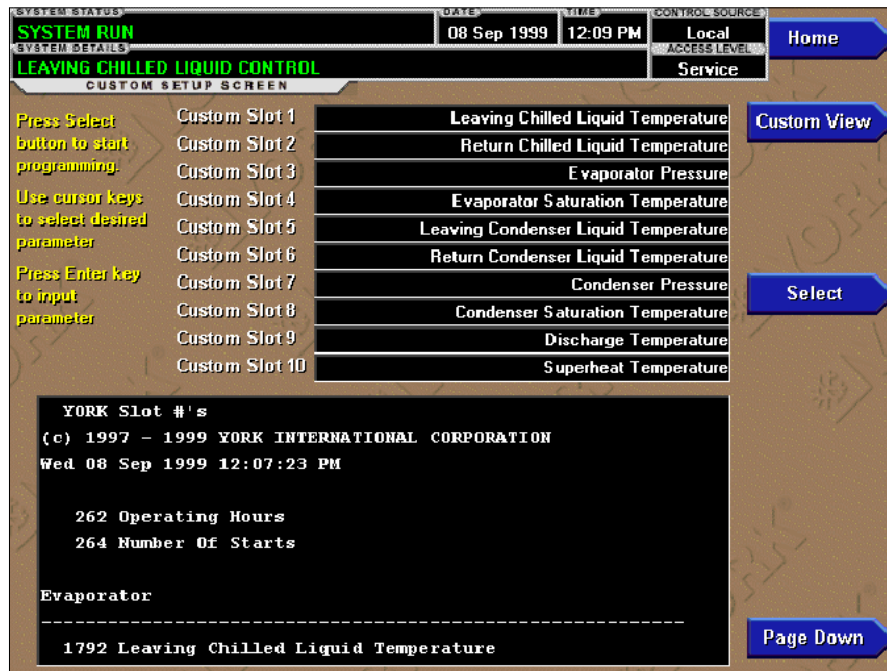 SYSTEM STATUS
SYSTEM RUN
DATE
08 Sep 1999
TIME
12:09 PM
CONTROL SOURCE
Local
SYSTEM DETAILS
LEAVING CHILLED LIQUID CONTROL
ACCESS LEVEL
Service
Home
CUSTOM SETUP SCREEN
Press Select
button to start
programming.
Use cursor keys
to select desired
parameter
Press Enter key
to input
parameter
Custom Slot 1 Leaving Chilled Liquid Temperature
Custom Slot 2 Return Chilled Liquid Temperature
Custom Slot 3 Evaporator Pressure
Custom Slot 4 Evaporator Saturation Temperature
Custom Slot 5 Leaving Condenser Liquid Temperature
Custom Slot 6 Return Condenser Liquid Temperature
Custom Slot 7 Condenser Pressure
Custom Slot 8 Condenser Saturation Temperature
Custom Slot 9 Discharge Temperature
Custom Slot 10 Superheat Temperature
Custom View
Select
YORK Slot #'s
(c) 1997 - 1999 YORK INTERNATIONAL CORPORATION
Wed 08 Sep 1999 12:07:23 PM
262 Operating Hours
264 Number Of Starts
Evaporator
--------------------------------------------------------------
1792 Leaving Chilled Liquid Temperature
Page Down